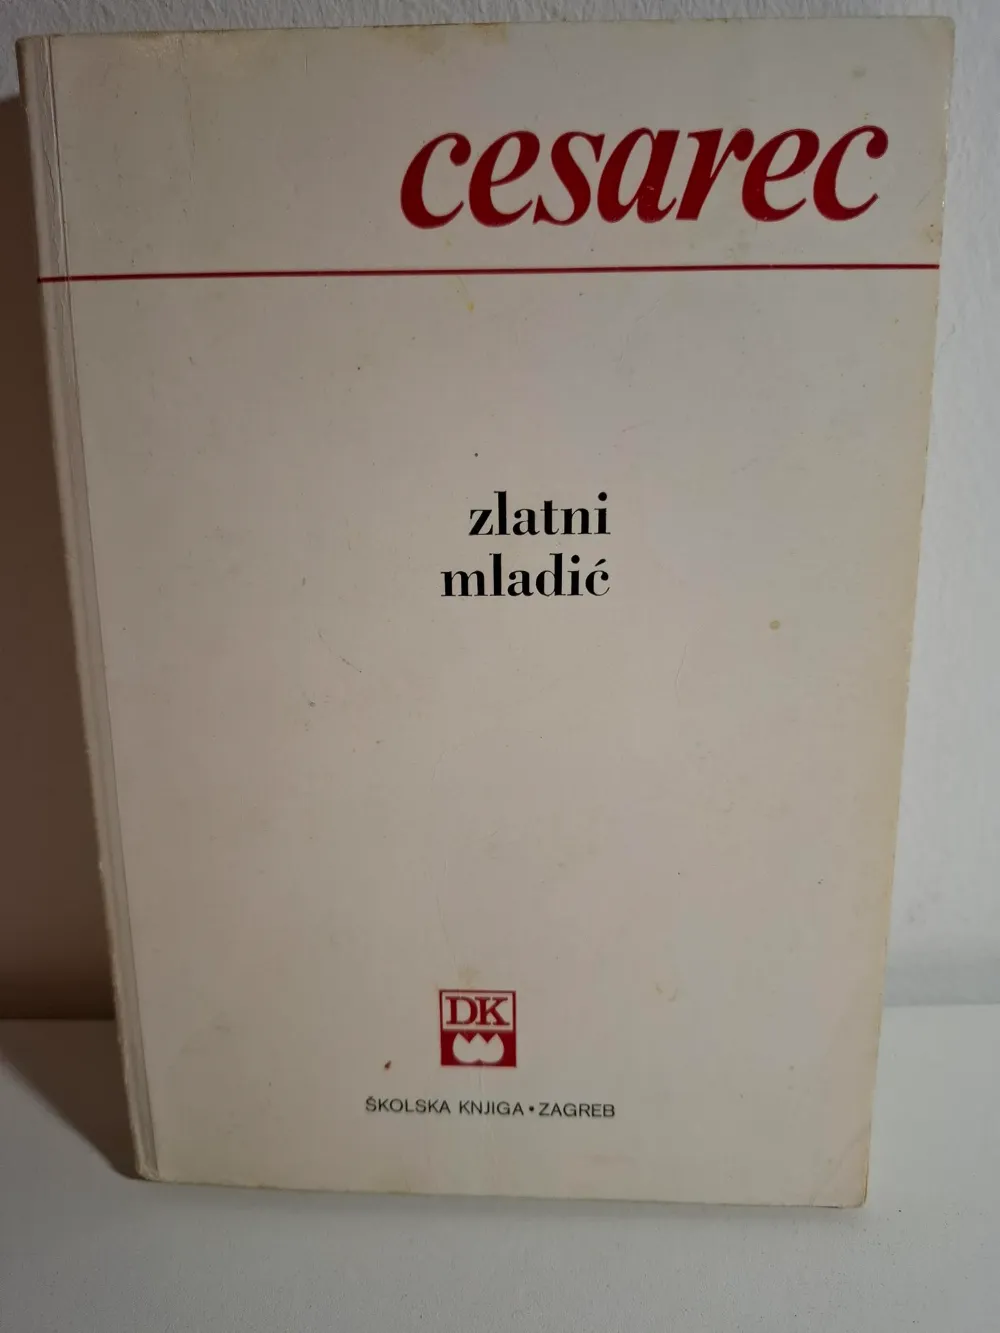 cesarec
zlatni
mladić
DK
ŠKOLSKA KNJIGA • ZAGREB